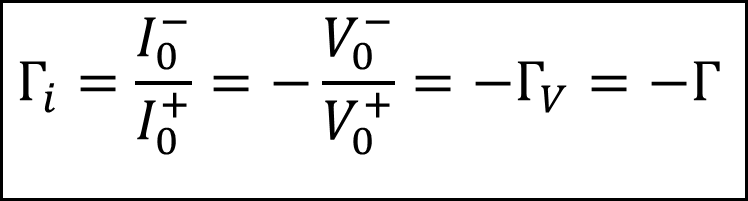 Γ_i = I_0^- / I_0^+ = − V_0^- / V_0^+ = −Γ_V = −Γ